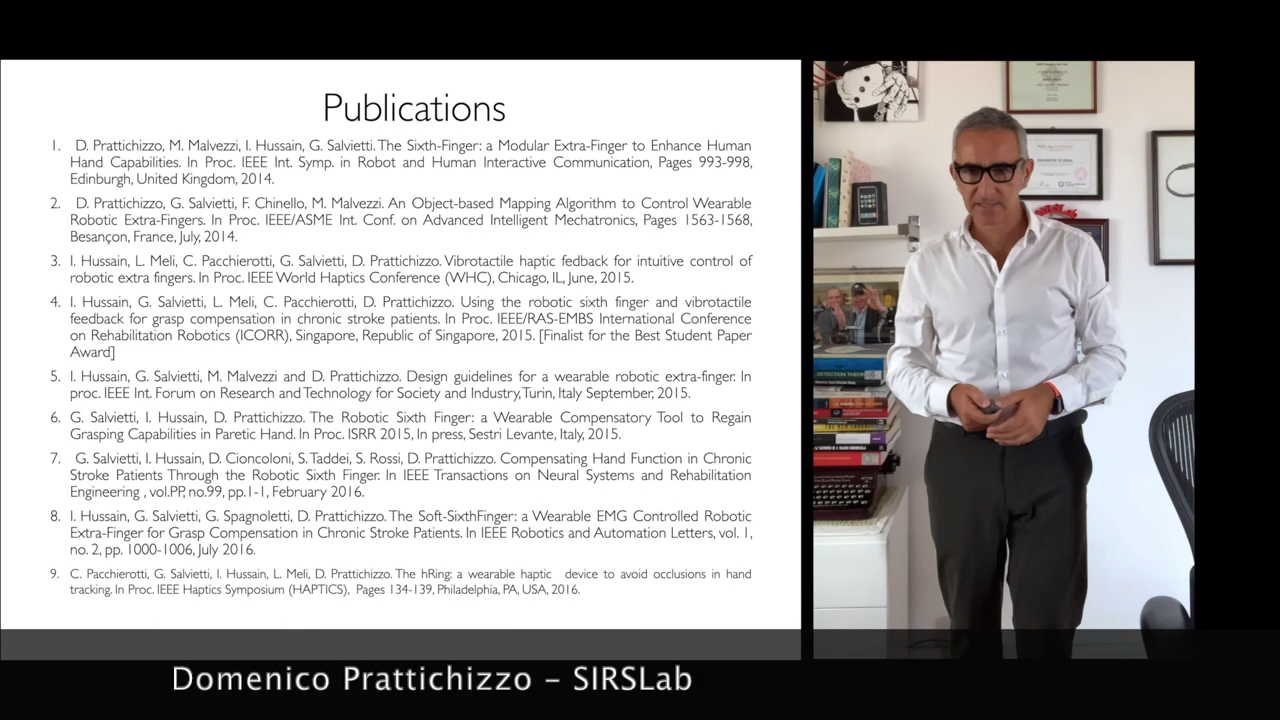 Publications
1. D. Prattichizzo, M. Malvezzi, I. Hussain, G. Salvietti. The Sixth-Finger: a Modular Extra-Finger to Enhance Human
Hand Capabilities. In Proc. IEEE Int. Symp. in Robot and Human Interactive Communication, Pages 993-998,
Edinburgh, United Kingdom, 2014.
2. D. Prattichizzo, G. Salvietti, F. Chinello, M. Malvezzi. An Object-based Mapping Algorithm to Control Wearable
Robotic Extra-Fingers. In Proc. IEEE/ASME Int. Conf. on Advanced Intelligent Mechatronics, Pages 1563-1568,
Besançon, France, July, 2014.
3. I. Hussain, L. Meli, C. Pacchierotti, G. Salvietti, D. Prattichizzo. Vibrotactile haptic fedback for intuitive control of
robotic extra fingers. In Proc. IEEE World Haptics Conference (WHC), Chicago, IL, June, 2015.
4. I. Hussain, G. Salvietti, L. Meli, C. Pacchierotti, D. Prattichizzo. Using the robotic sixth finger and vibrotactile
feedback for grasp compensation in chronic stroke patients. In Proc. IEEE/RAS-EMBS International Conference
on Rehabilitation Robotics (ICORR), Singapore, Republic of Singapore, 2015. [Finalist for the Best Student Paper
Award]
5. I. Hussain, G. Salvietti, M. Malvezzi and D. Prattichizzo. Design guidelines for a wearable robotic extra-finger. In
proc. IEEE Int. Forum on Research and Technology for Society and Industry, Turin, Italy September, 2015.
6. G. Salvietti, I. Hussain, D. Prattichizzo. The Robotic Sixth Finger: a Wearable Compensatory Tool to Regain
Grasping Capabilities in Paretic Hand. In Proc. ISRR 2015, In press, Sestri Levante, Italy, 2015.
7. G. Salvietti, I. Hussain, D. Cioncoloni, S. Taddei, S. Rossi, D. Prattichizzo. Compensating Hand Function in Chronic
Stroke Patients Through the Robotic Sixth Finger. In IEEE Transactions on Neural Systems and Rehabilitation
Engineering , vol.PP, no.99, pp.1-1, February 2016.
8. I. Hussain, G. Salvietti, G. Spagnoletti, D. Prattichizzo. The Soft-SixthFinger: a Wearable EMG Controlled Robotic
Extra-Finger for Grasp Compensation in Chronic Stroke Patients. In IEEE Robotics and Automation Letters, vol. 1,
no. 2, pp. 1000-1006, July 2016.
9. C. Pacchierotti, G. Salvietti, I. Hussain, L. Meli, D. Prattichizzo. The hRing: a wearable haptic device to avoid occlusions in hand
tracking. In Proc. IEEE Haptics Symposium (HAPTICS), Pages 134-139, Philadelphia, PA, USA, 2016.
DETECTION THEORY
Domenico Prattichizzo – SIRSLab